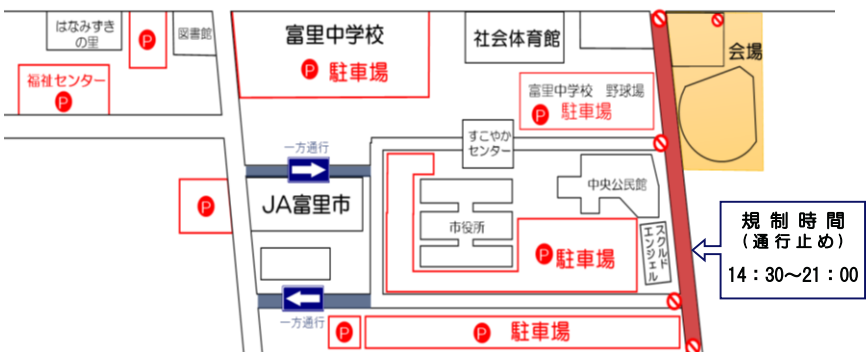 はなみずき
の里
P
図書館
福祉センター
P
富里中学校
P 駐車場
社会体育館
会場
富里中学校 野球場
P 駐車場
一方通行
すこやか
センター
P
JA富里市
市役所
中央公民館
P駐車場
スクルド
エンジェル
規制時間
(通行止め)
14:30~21:00
一方通行
P
P 駐車場